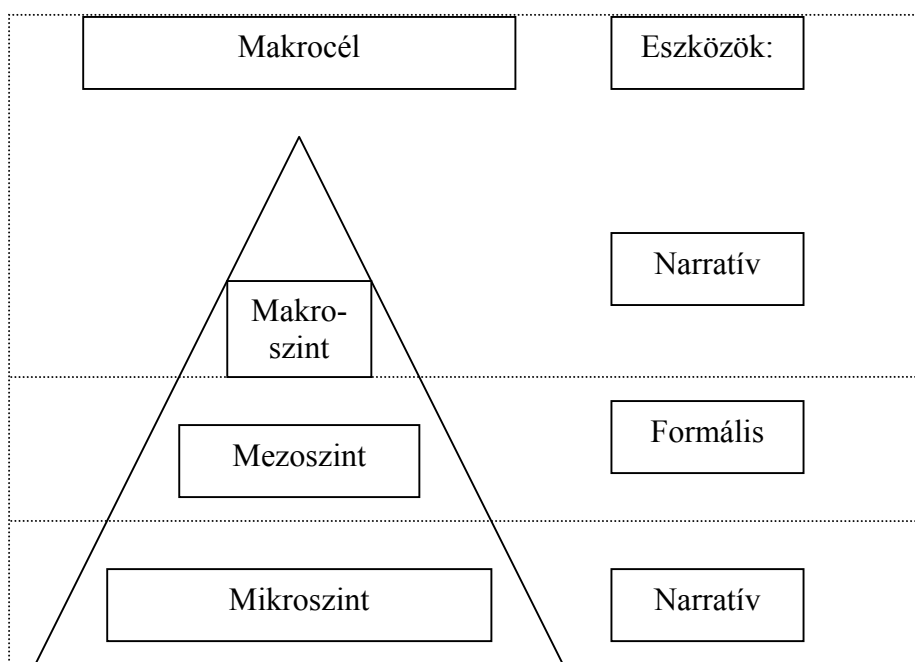 Makrocél
Eszközök:
Narratív
Makro-
szint
Formális
Mezoszint
Mikroszint
Narratív